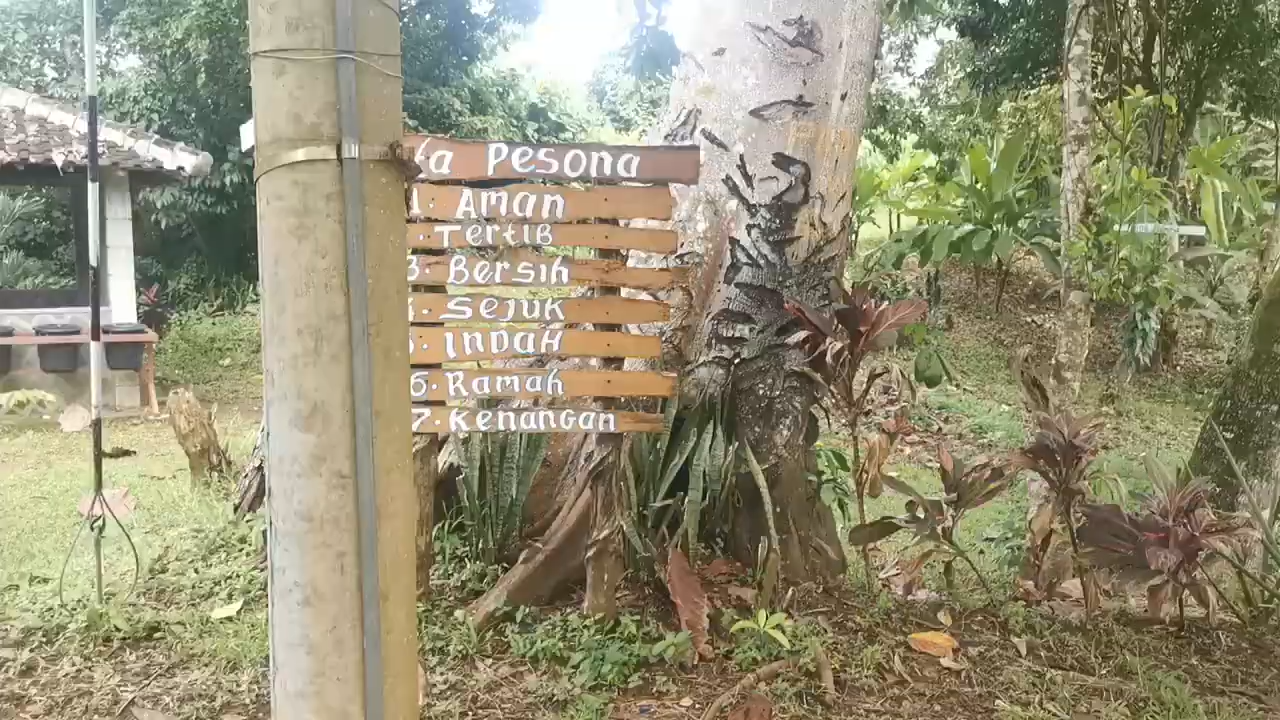 a Pesona
1. Aman
. Tertib
3. Bersih
. Sejuk
. Indah
6. Ramah
7. Kenangan